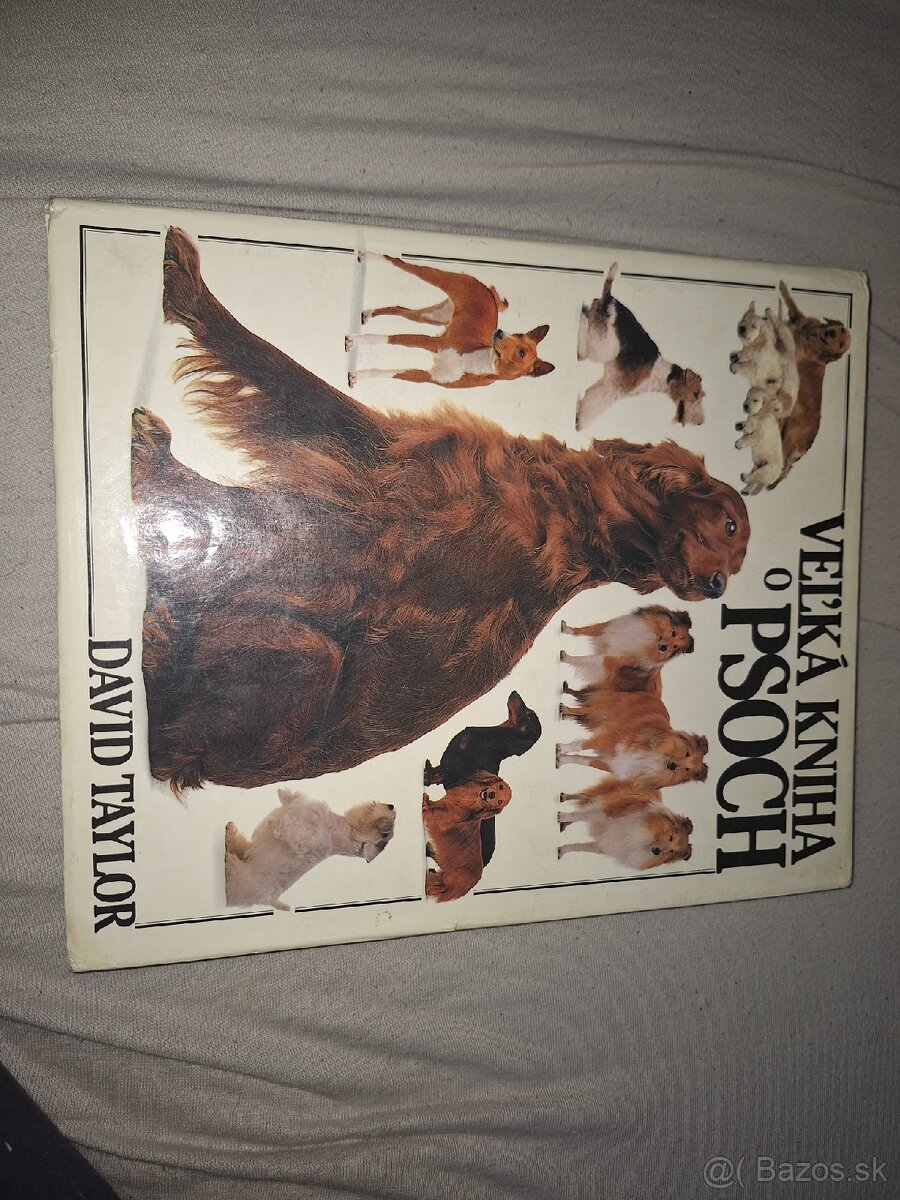 VEĽKÁ KNIHA
O PSOCH
DAVID TAYLOR
@( Bazos.sk